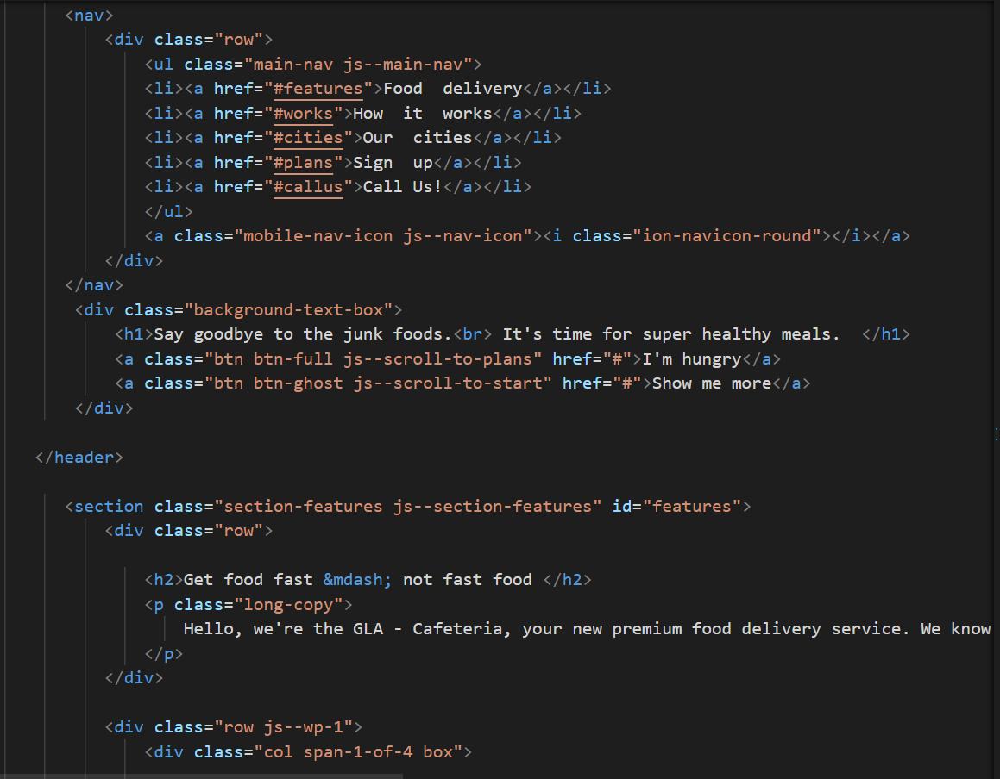 <nav>
<div class="row">
<ul class="main-nav js--main-nav">
<li><a href="#features">Food  delivery</a></li>
<li><a href="#works">How  it  works</a></li>
<li><a href="#cities">Our  cities</a></li>
<li><a href="#plans">Sign  up</a></li>
<li><a href="#callus">Call Us!</a></li>
</ul>
<a class="mobile-nav-icon js--nav-icon"><i class="ion-navicon-round"></i></a>
</div>
</nav>
<div class="background-text-box">
<h1>Say goodbye to the junk foods.<br> It's time for super healthy meals.  </h1>
<a class="btn btn-full js--scroll-to-plans" href="#">I'm hungry</a>
<a class="btn btn-ghost js--scroll-to-start" href="#">Show me more</a>
</div>
</header>
<section class="section-features js--section-features" id="features">
<div class="row">
<h2>Get food fast &mdash; not fast food </h2>
<p class="long-copy">
Hello, we're the GLA - Cafeteria, your new premium food delivery service. We know
</p>
</div>
<div class="row js--wp-1">
<div class="col span-1-of-4 box">